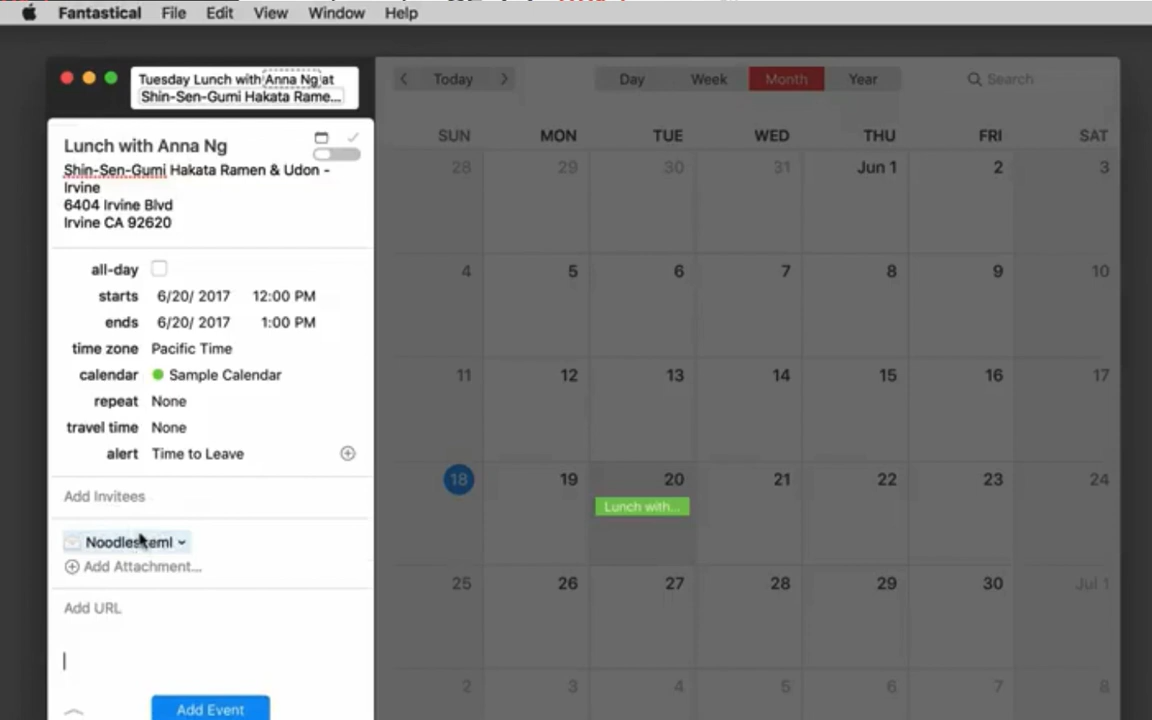 Fantastical File Edit View Window Help
Tuesday Lunch with Anna Ng at
Shin-Sen-Gumi Hakata Rame...
Today
Day Week Month Year
Search
Lunch with Anna Ng
Shin-Sen-Gumi Hakata Ramen & Udon -
Irvine
6404 Irvine Blvd
Irvine CA 92620
all-day
starts 6/20/ 2017 12:00 PM
ends 6/20/ 2017 1:00 PM
time zone Pacific Time
calendar Sample Calendar
repeat None
travel time None
alert Time to Leave
Add Invitees
Noodles.eml
Add Attachment...
Add URL
Add Event
SUN MON TUE WED THU FRI SAT
28 29 30 31 Jun 1 2 3
4 5 6 7 8 9 10
11 12 13 14 15 16 17
18 19 20 21 22 23 24
Lunch with...
25 26 27 28 29 30 Jul 1
2 3 4 5 6 7 8